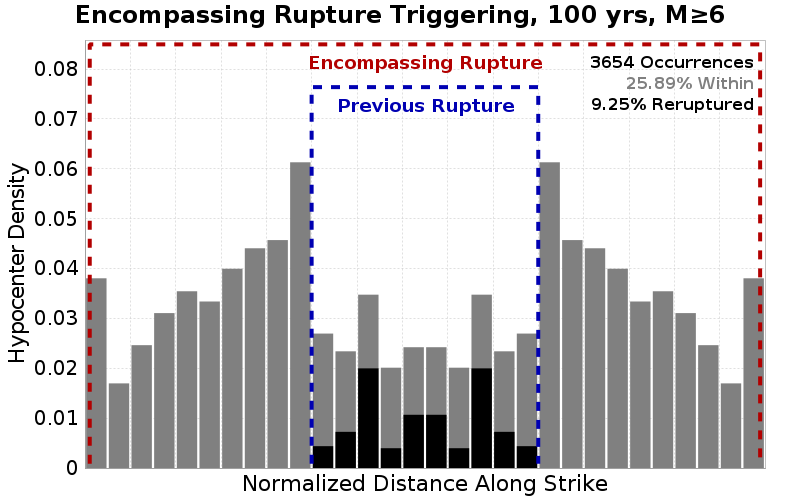 Encompassing Rupture Triggering, 100 yrs, M≥6
Encompassing Rupture
3654 Occurrences
25.89% Within
9.25% Reruptured
Previous Rupture
Hypocenter Density
0.08
0.07
0.06
0.05
0.04
0.03
0.02
0.01
0
Normalized Distance Along Strike